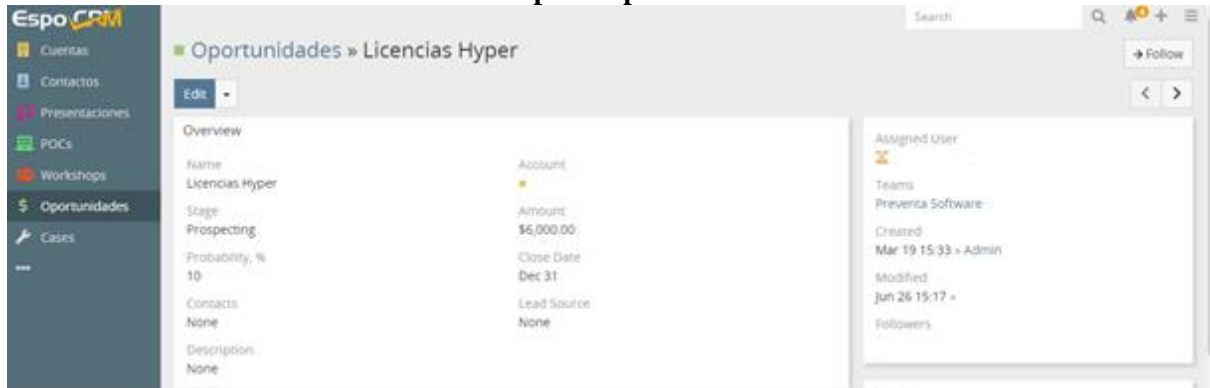 EspoCRM
Search
Cuentas
Contactos
Presentaciones
POCs
Workshops
$ Oportunidades
Cases
Oportunidades » Licencias Hyper
→ Follow
Edit
< >
Overview
Name
Licencias Hyper
Account
Stage
Prospecting
Amount
$6,000.00
Probability, %
10
Close Date
Dec 31
Contacts
None
Lead Source
None
Description
None
Assigned User
Teams
Preventa Software
Created
Mar 19 15:33 » Admin
Modified
Jun 26 15:17 »
Followers